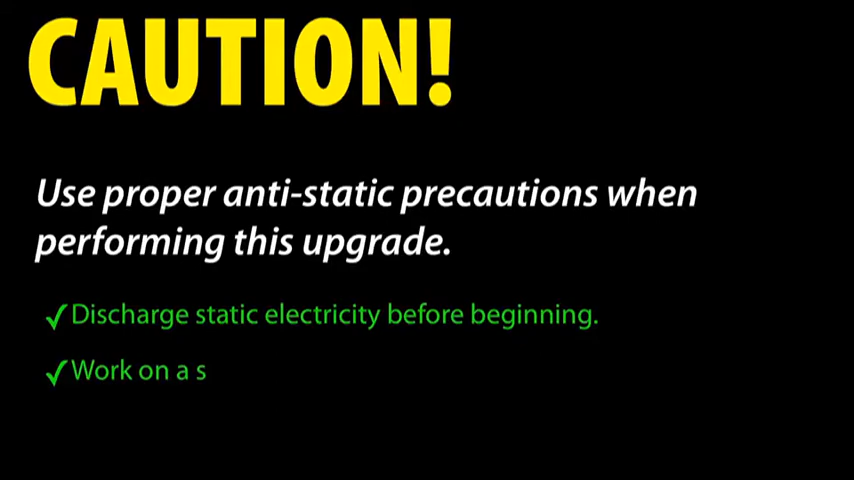 CAUTION!
Use proper anti-static precautions when
performing this upgrade.
✓Discharge static electricity before beginning.
✓Work on a s